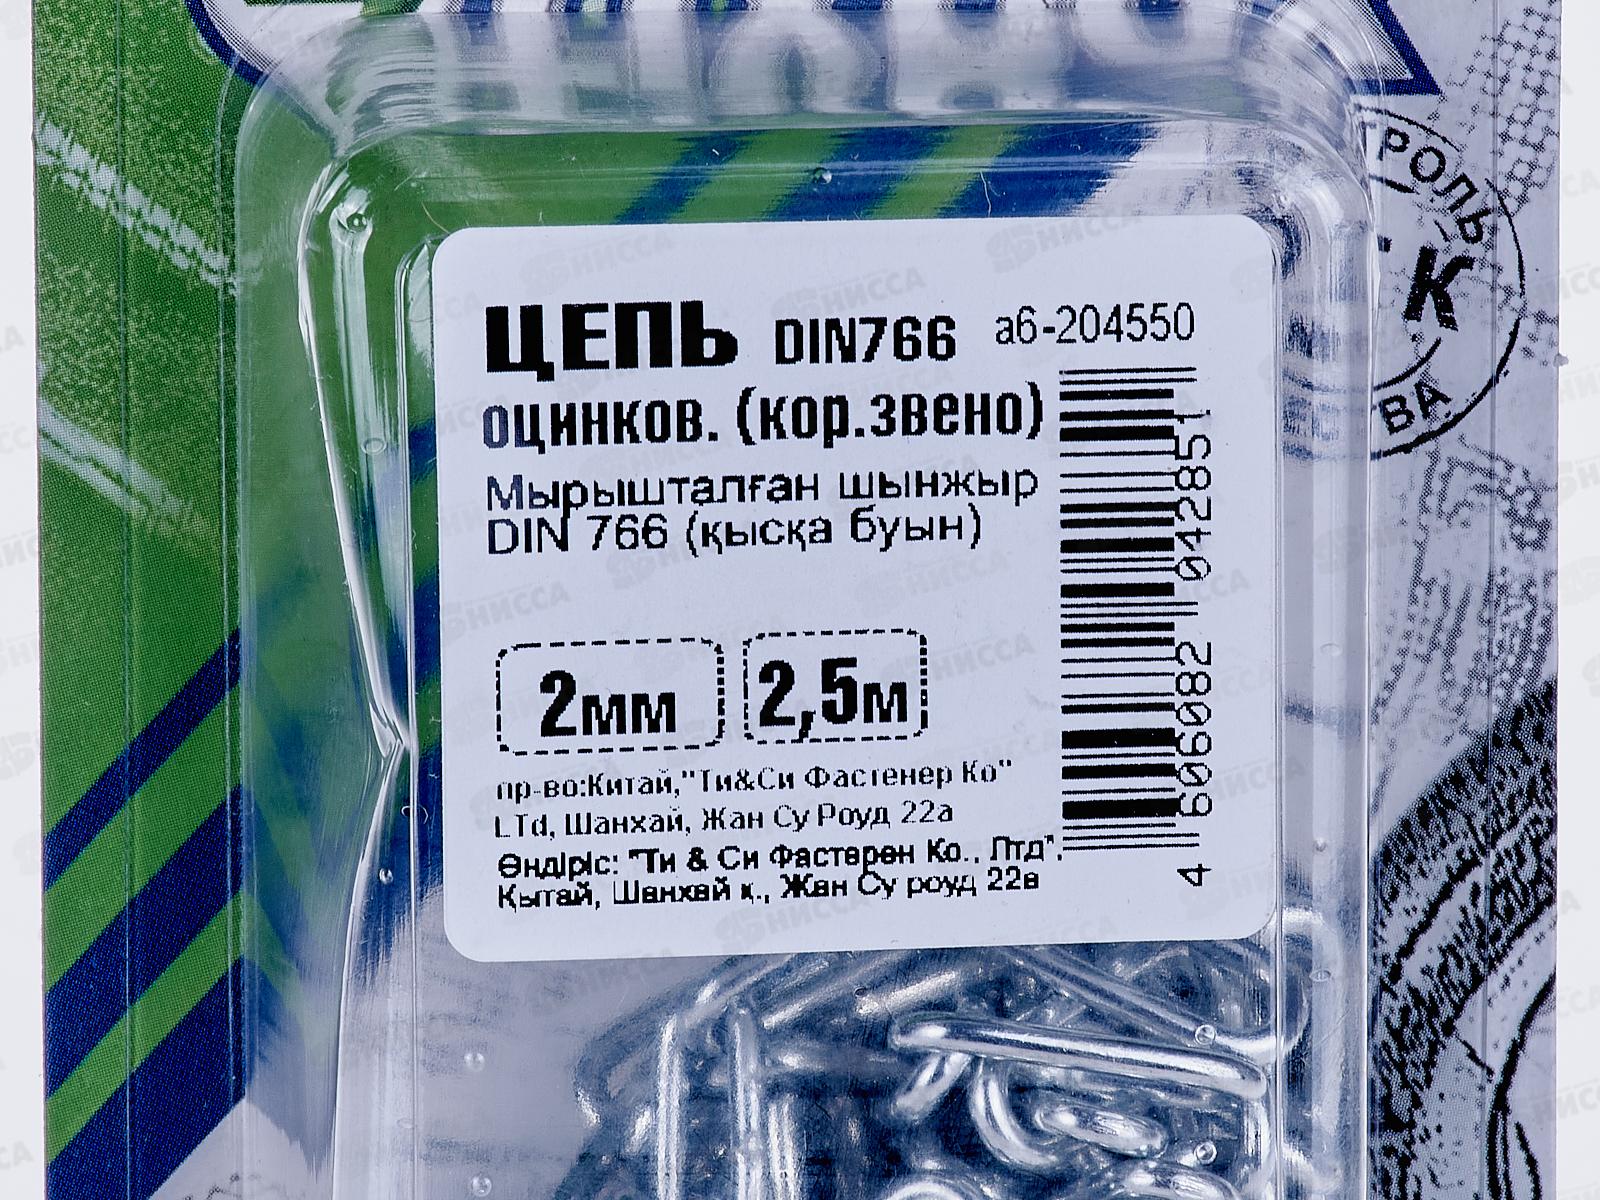 ЦЕПЬ DIN766 а6-204550
оцинков. (кор.звено)
Мырышталған шынжыр
DIN 766 (қысқа буын)
2мм 2,5м
пр-во:Китай,"Ти&Си Фастенер Ко"
LTd, Шанхай, Жан Су Роуд 22а
Өндіріс: "Ти & Си Фастерен Ко., Лтд",
Қытай, Шанхай қ., Жан Су роуд 22в
4 606082 042851
НИССА